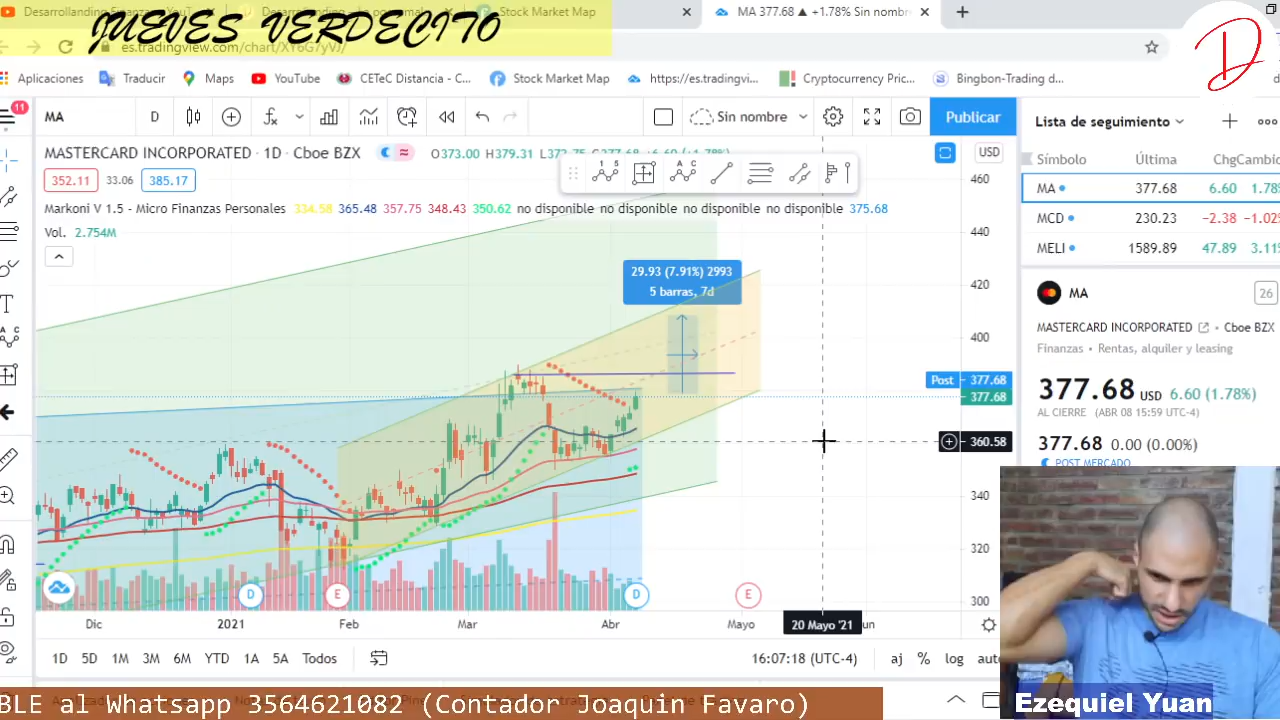 Desarrollando Finanzas
Stock Market Map
MA 377.68 ▲ +1.78% Sin nombre
JUEVES VERDECITO
es.tradingview.com/chart/XY6G7yVJ/
D
Aplicaciones
Traducir
Maps
YouTube
CETeC Distancia - C...
Stock Market Map
https://es.tradingvi...
Cryptocurrency Pric...
Bingbon-Trading d...
11
MA
D
Sin nombre
Publicar
Lista de seguimiento
MASTERCARD INCORPORATED · 1D · Cboe BZX
O373.00 H379.31
USD
Símbolo
Última
Chg
Cambio
352.11
33.06
385.17
MA
377.68
6.60
1.78%
Markoni V 1.5 - Micro Finanzas Personales 334.58 365.48 357.75 348.43 350.62 no disponible no disponible no disponible no disponible 375.68
MCD
230.23
−2.38
−1.02%
Vol. 2.754M
MELI
1589.89
47.89
3.11%
460
440
420
400
Post 377.68
377.68
360.58
340
320
300
29.93 (7.91%) 2993
5 barras, 7d
MA
26
MASTERCARD INCORPORATED
Cboe BZX
Finanzas • Rentas, alquiler y leasing
377.68 USD 6.60 (1.78%)
AL CIERRE (ABR 08 15:59 UTC-4)
377.68 0.00 (0.00%)
POST MERCADO
D
E
D
E
Dic
2021
Feb
Mar
Abr
Mayo
20 Mayo '21
1D
5D
1M
3M
6M
YTD
1A
5A
Todos
16:07:18 (UTC-4)
aj
%
log
BLE al Whatsapp 3564621082 (Contador Joaquin Favaro)
Ezequiel Yuan